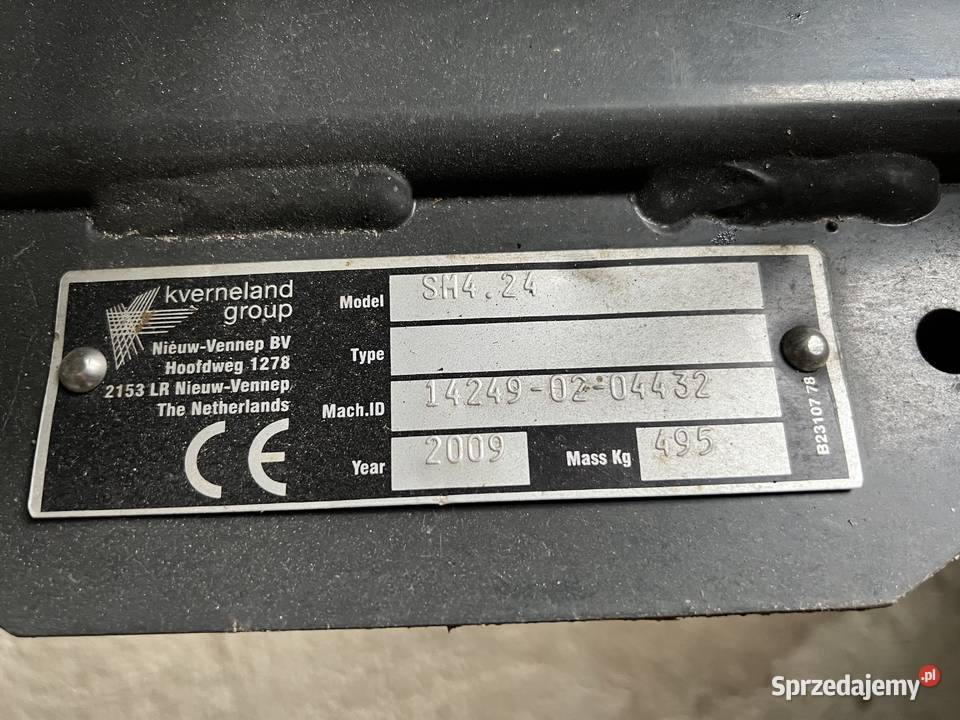 kverneland
group
Nieuw-Vennep BV
Hoofdweg 1278
2153 LR Nieuw-Vennep
The Netherlands
CE
Model SM4.24
Type
Mach.ID 14249-02-04432
Year 2009 Mass Kg 495
B23107 78
Sprzedajemy.pl